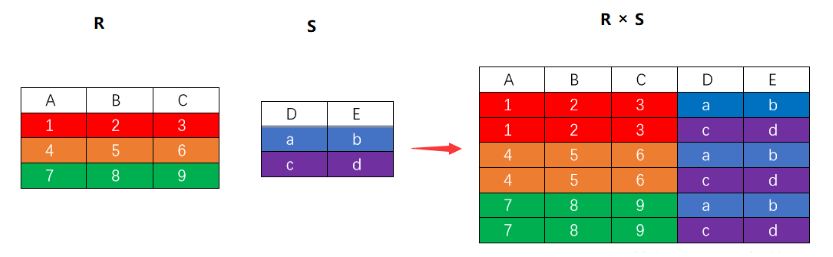 R
S
R × S
A B C
1 2 3
4 5 6
7 8 9
D E
a b
c d
A B C D E
1 2 3 a b
1 2 3 c d
4 5 6 a b
4 5 6 c d
7 8 9 a b
7 8 9 c d